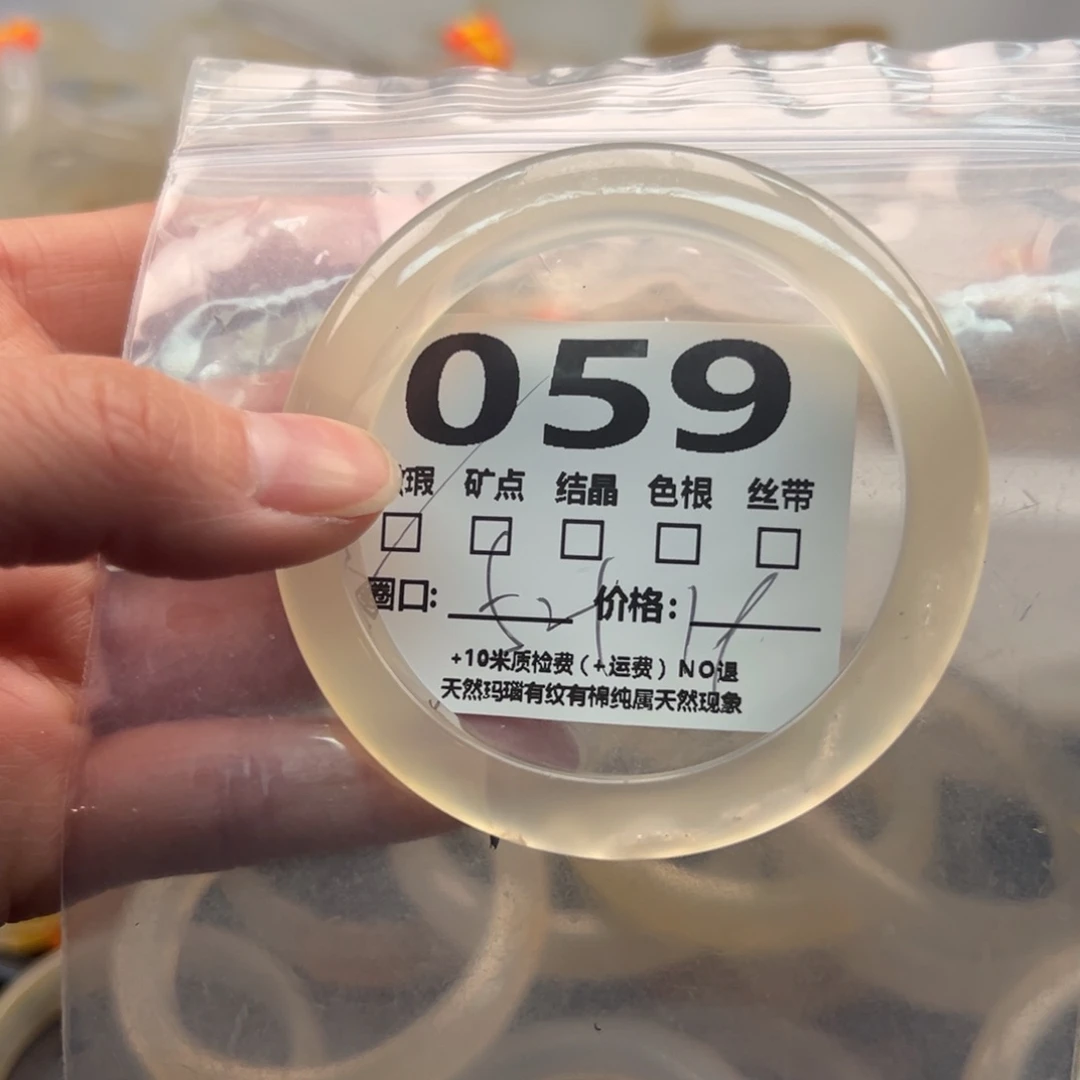 059
瑕 矿点 结晶 色根 丝带
圈口: 价格:
+10米质检费(+运费)NO退
天然玛瑙有纹有棉纯属天然现象